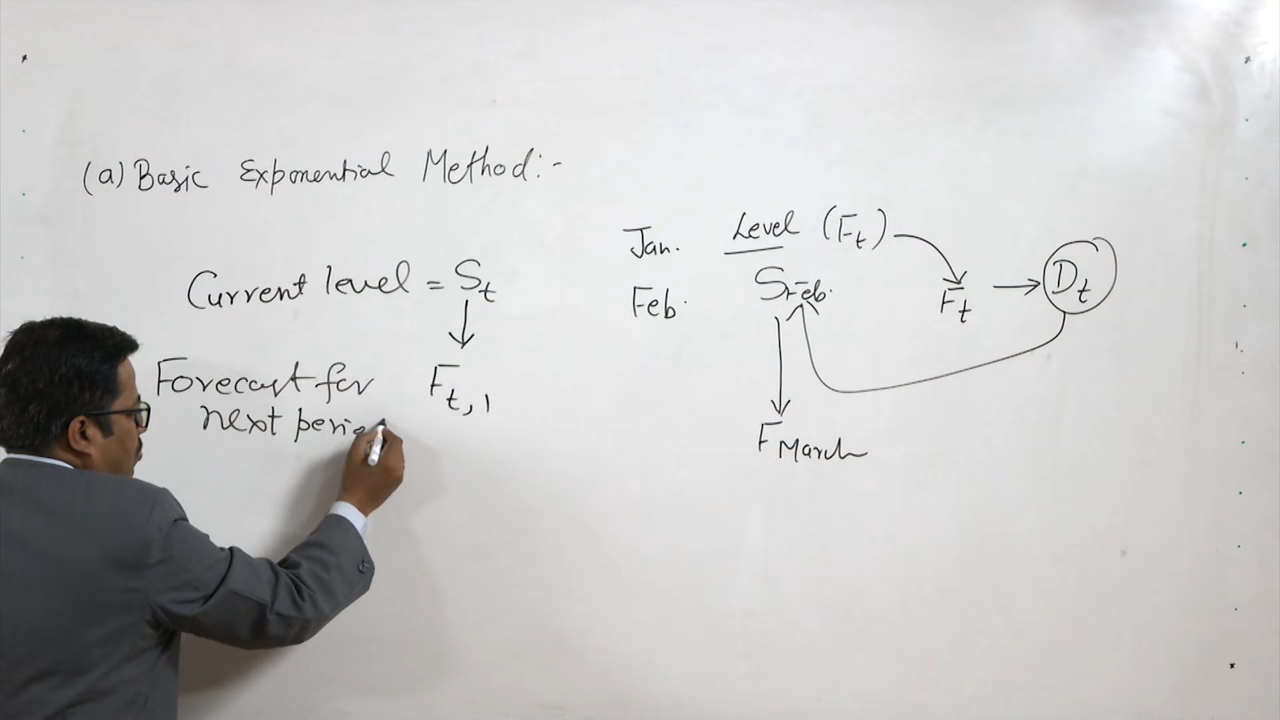 (a) Basic Exponential Method:-
Current level = St
Forecast for Ft,1
next perio
Jan. Level (Ft)
Feb. SFeb. Ft → Dt
FMarch